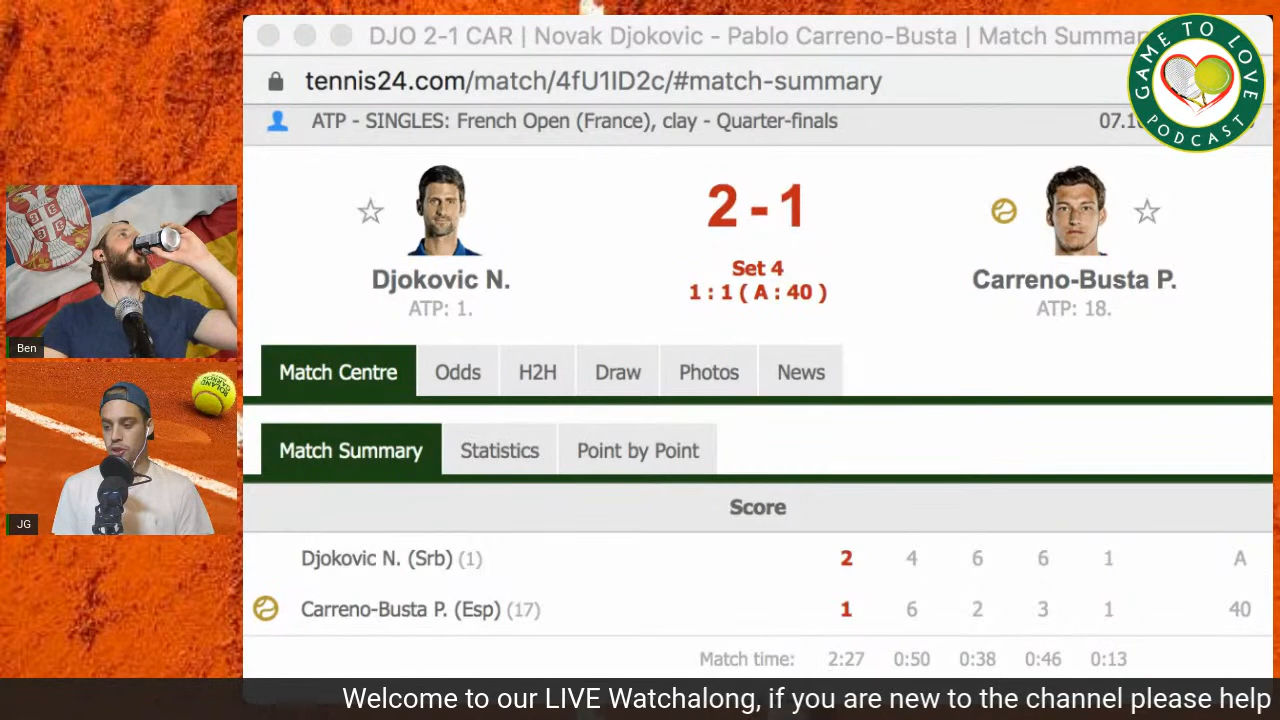 DJO 2-1 CAR | Novak Djokovic - Pablo Carreno-Busta | Match Summar
tennis24.com/match/4fU1lD2c/#match-summary
ATP - SINGLES: French Open (France), clay - Quarter-finals
07.10
GAME TO LOVE
PODCAST
2 - 1
Set 4
1 : 1 ( A : 40 )
Djokovic N.
ATP: 1.
Carreno-Busta P.
ATP: 18.
Match Centre Odds H2H Draw Photos News
Match Summary Statistics Point by Point
Score
Djokovic N. (Srb) (1) 2 4 6 6 1 A
Carreno-Busta P. (Esp) (17) 1 6 2 3 1 40
Match time: 2:27 0:50 0:38 0:46 0:13
Ben
ROLAND GARROS
JG
Welcome to our LIVE Watchalong, if you are new to the channel please help